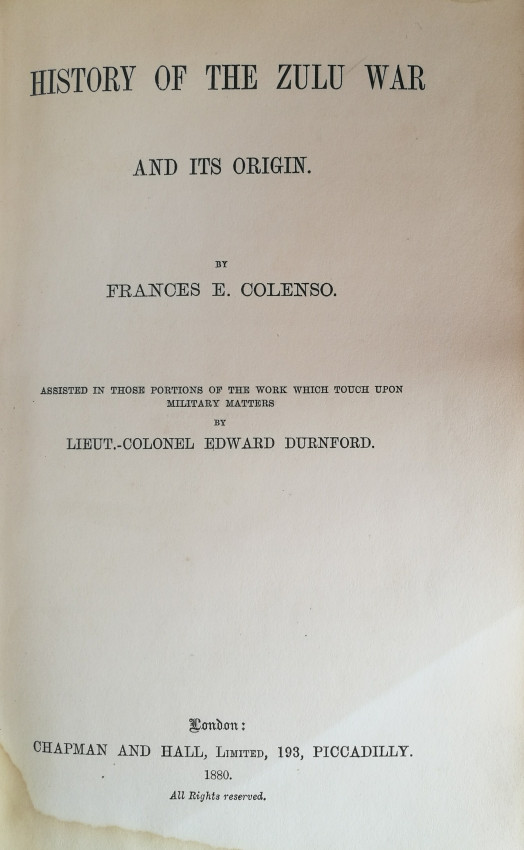 HISTORY OF THE ZULU WAR
AND ITS ORIGIN.
BY
FRANCES E. COLENSO.
ASSISTED IN THOSE PORTIONS OF THE WORK WHICH TOUCH UPON
MILITARY MATTERS
BY
LIEUT.-COLONEL EDWARD DURNFORD.
London:
CHAPMAN AND HALL, LIMITED, 193, PICCADILLY.
1880.
All Rights reserved.